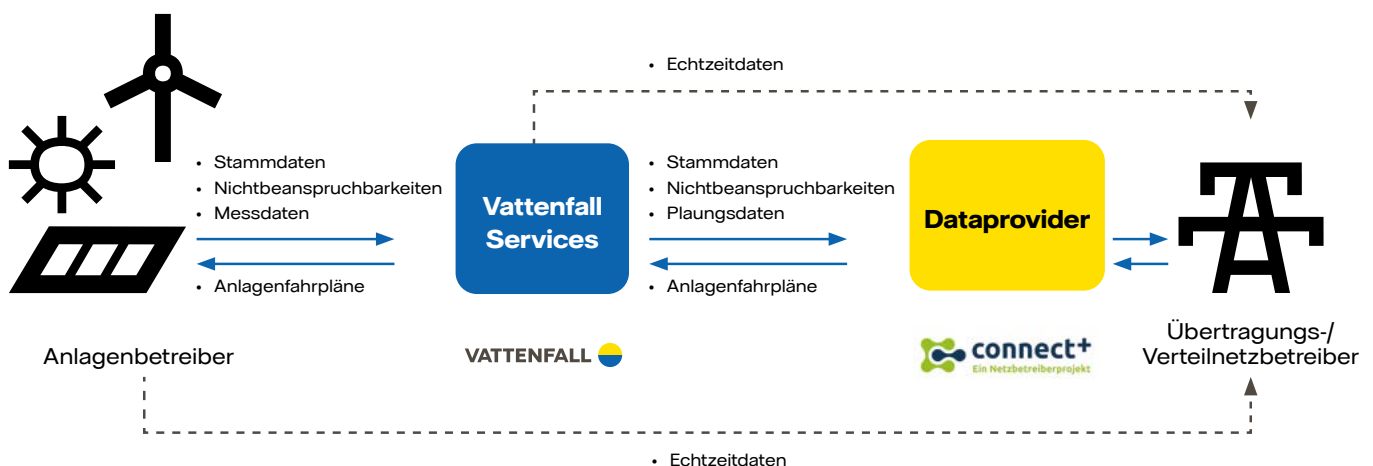 • Echtzeitdaten
• Stammdaten
• Nichtbeanspruchbarkeiten
• Messdaten
• Anlagenfahrpläne
Anlagenbetreiber
Vattenfall
Services
VATTENFALL
• Stammdaten
• Nichtbeanspruchbarkeiten
• Plaungsdaten
• Anlagenfahrpläne
Dataprovider
connect+
Ein Netzbetreiberprojekt
Übertragungs-/
Verteilnetzbetreiber
• Echtzeitdaten